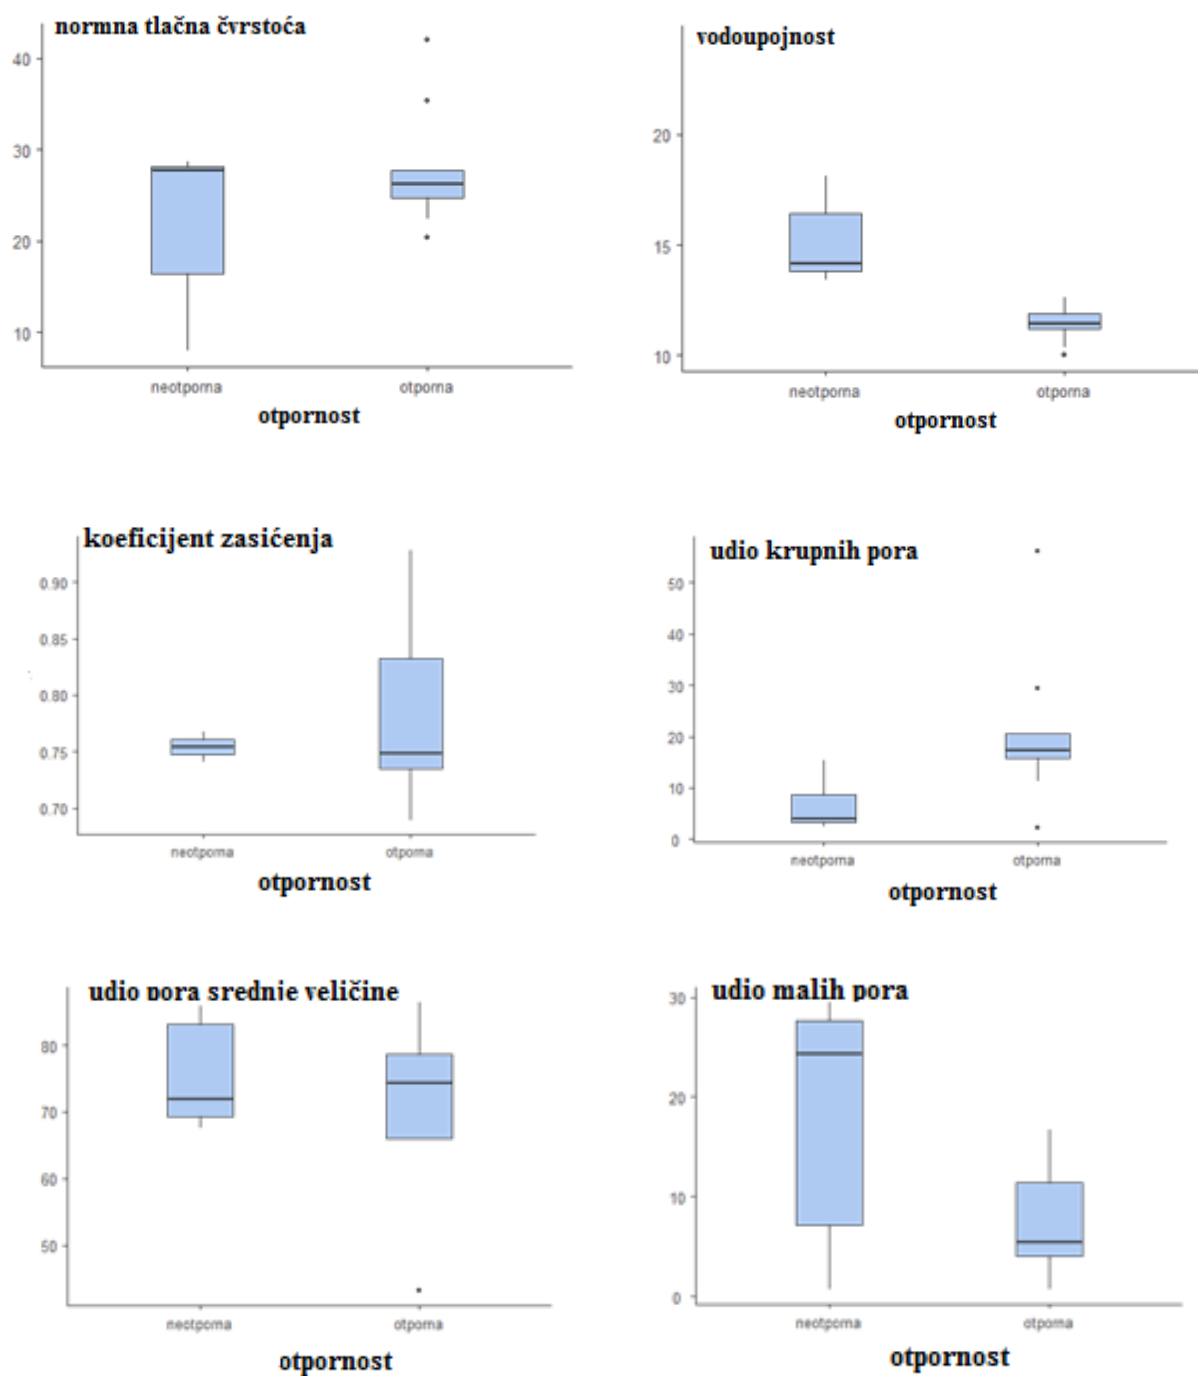 normna tlačna čvrstoća
40
30
20
10
neotporna
otporna
otpornost
vodoupojnost
20
15
10
neotporna
otporna
otpornost
koeficijent zasićenja
0.90
0.85
0.80
0.75
0.70
neotporna
otporna
otpornost
udio krupnih pora
50
40
30
20
10
0
neotporna
otporna
otpornost
udio pora srednje veličine
80
70
60
50
neotporna
otporna
otpornost
udio malih pora
30
20
10
0
neotporna
otporna
otpornost